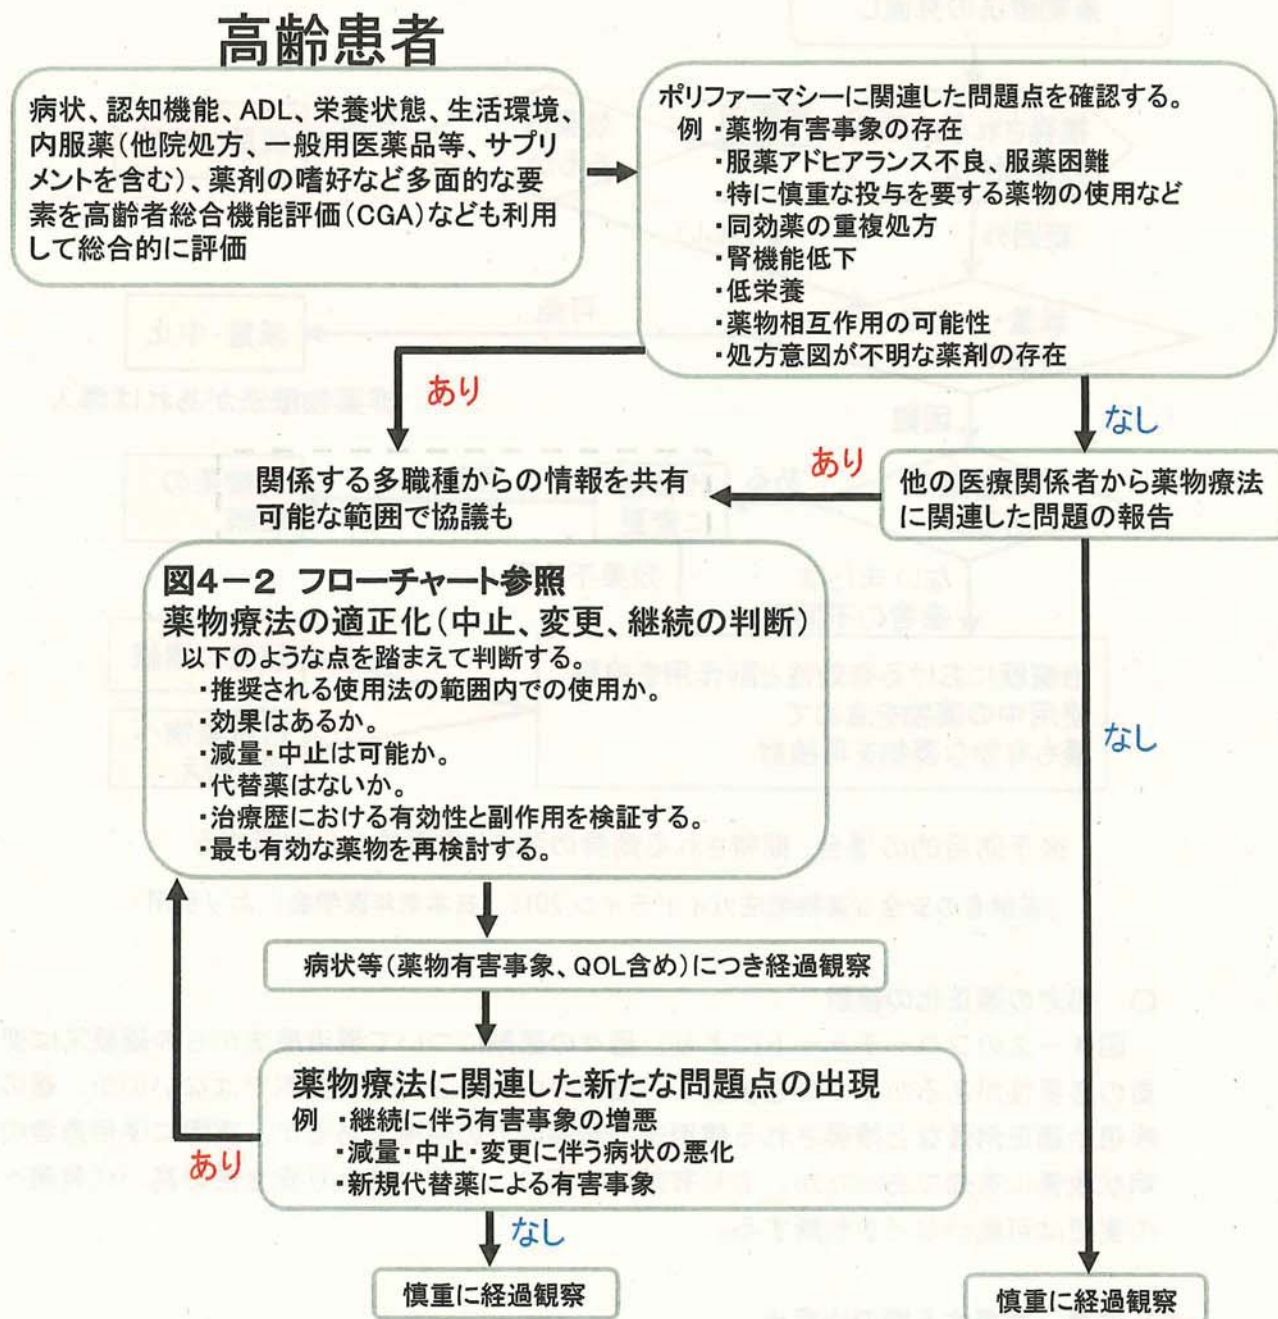 高齢患者
病状、認知機能、ADL、栄養状態、生活環境、
内服薬(他院処方、一般用医薬品等、サプリ
メントを含む)、薬剤の嗜好など多面的な要
素を高齢者総合機能評価(CGA)なども利用
して総合的に評価
ポリファーマシーに関連した問題点を確認する。
例 ・薬物有害事象の存在
・服薬アドヒアランス不良、服薬困難
・特に慎重な投与を要する薬物の使用など
・同効薬の重複処方
・腎機能低下
・低栄養
・薬物相互作用の可能性
・処方意図が不明な薬剤の存在
あり
なし
関係する多職種からの情報を共有
可能な範囲で協議も
あり
他の医療関係者から薬物療法
に関連した問題の報告
図4-2 フローチャート参照
薬物療法の適正化(中止、変更、継続の判断)
以下のような点を踏まえて判断する。
・推奨される使用法の範囲内での使用か。
・効果はあるか。
・減量・中止は可能か。
・代替薬はないか。
・治療歴における有効性と副作用を検証する。
・最も有効な薬物を再検討する。
なし
病状等(薬物有害事象、QOL含め)につき経過観察
薬物療法に関連した新たな問題点の出現
例 ・継続に伴う有害事象の増悪
・減量・中止・変更に伴う病状の悪化
・新規代替薬による有害事象
あり
なし
慎重に経過観察
慎重に経過観察